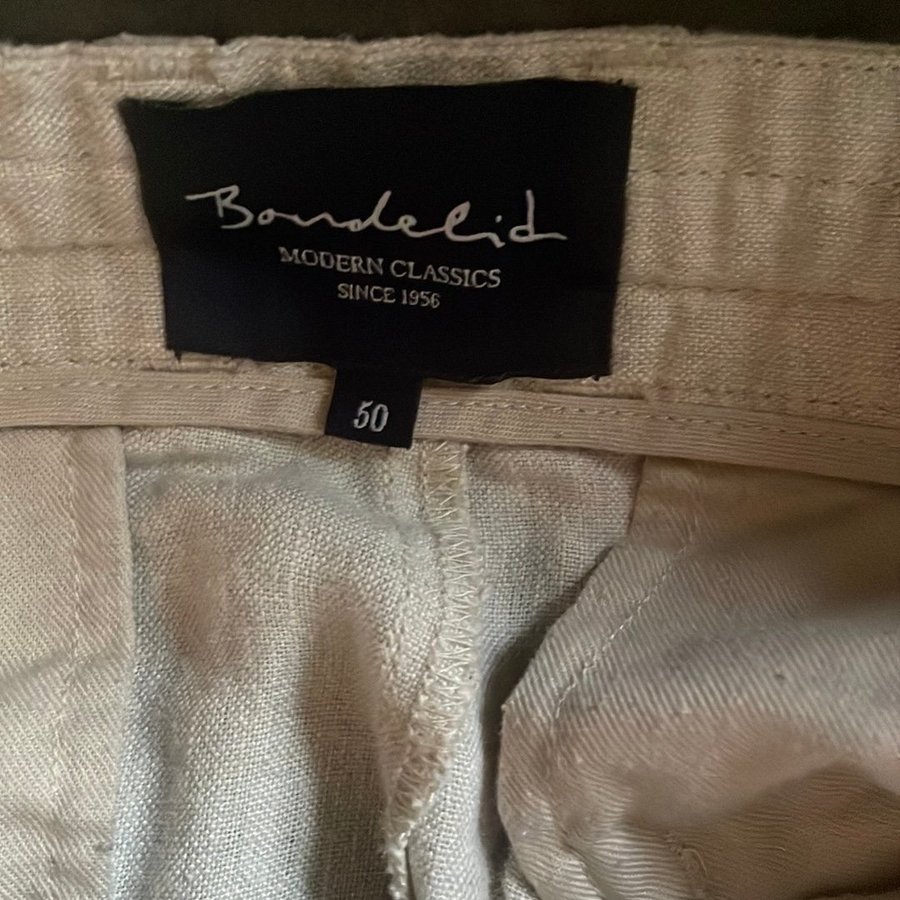 Bondelid
MODERN CLASSICS
SINCE 1956
50